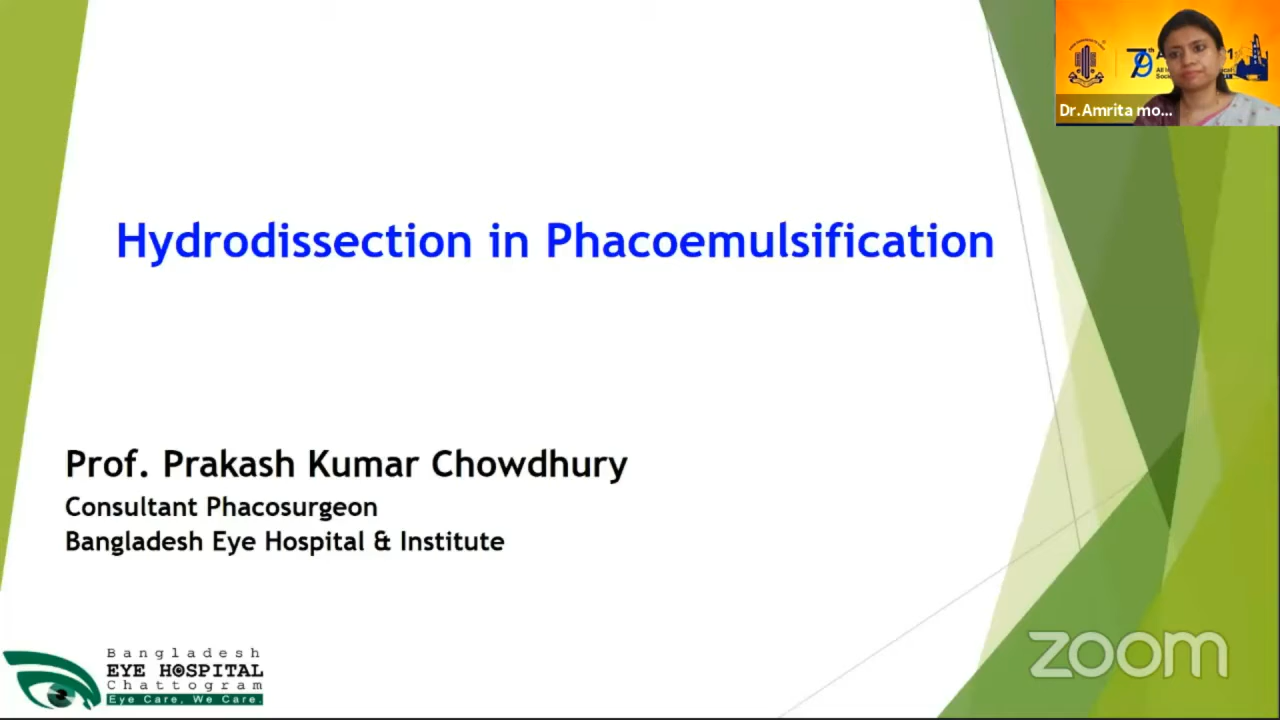 Hydrodissection in Phacoemulsification
Prof. Prakash Kumar Chowdhury
Consultant Phacosurgeon
Bangladesh Eye Hospital & Institute
Bangladesh
EYE HOSPITAL
Chattogram
Eye Care, We Care.
79th
Dr.Amrita mo...
zoom